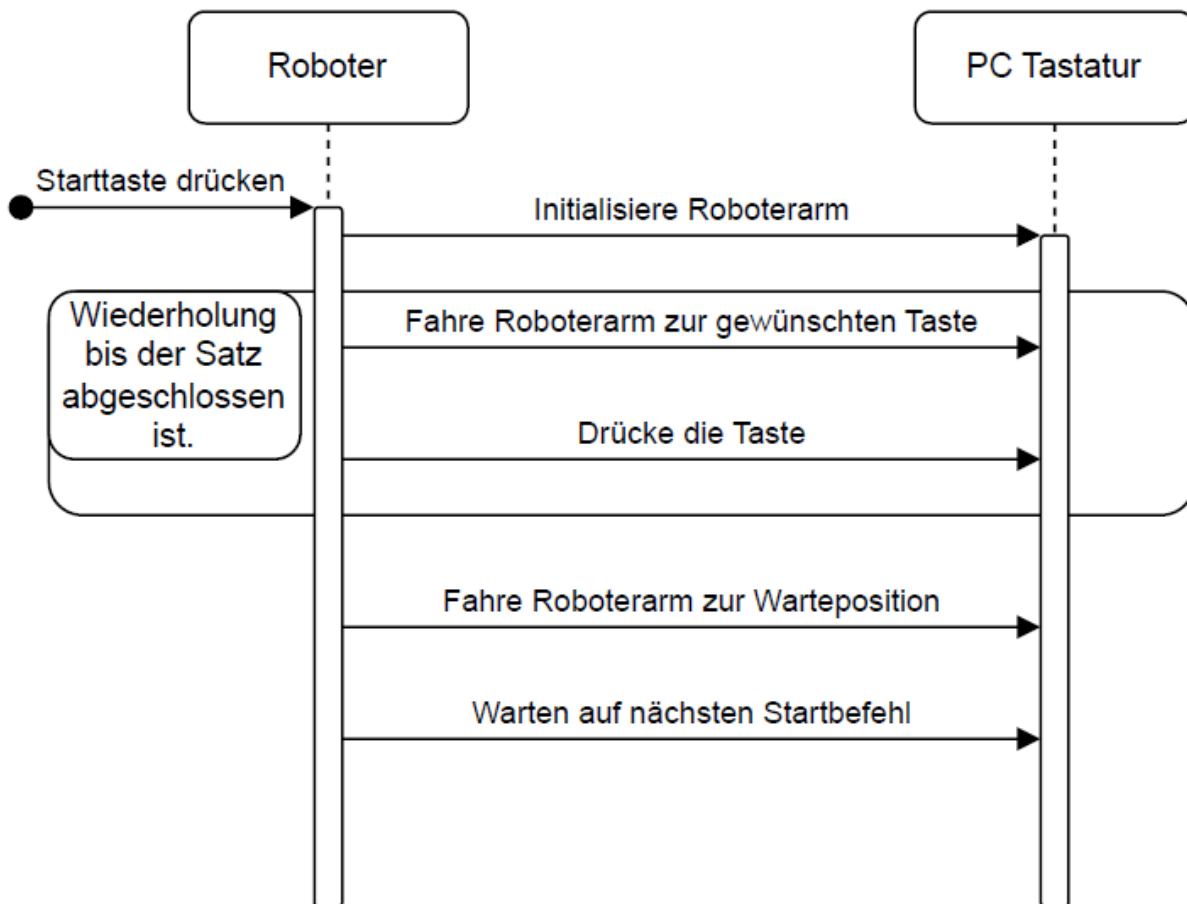 Roboter
PC Tastatur
Starttaste drücken
Initialisiere Roboterarm
Wiederholung
bis der Satz
abgeschlossen
ist.
Fahre Roboterarm zur gewünschten Taste
Drücke die Taste
Fahre Roboterarm zur Warteposition
Warten auf nächsten Startbefehl